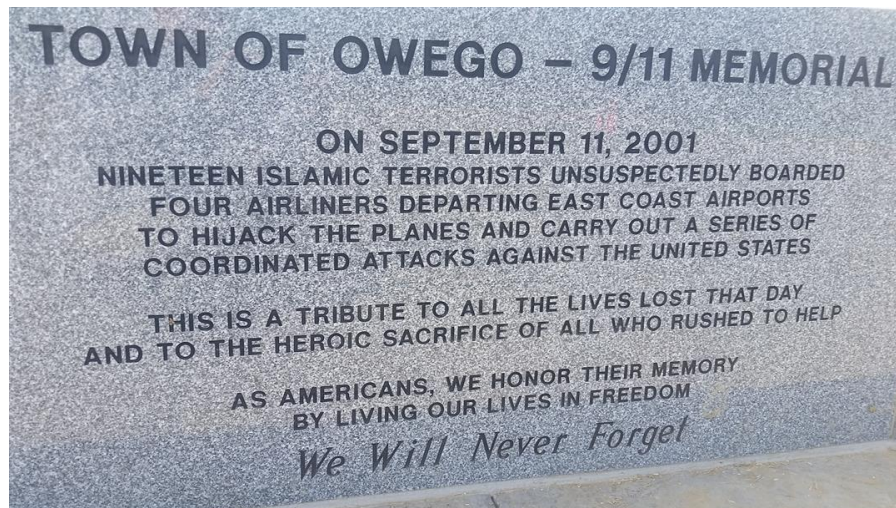 TOWN OF OWEGO – 9/11 MEMORIAL
ON SEPTEMBER 11, 2001
NINETEEN ISLAMIC TERRORISTS UNSUSPECTEDLY BOARDED
FOUR AIRLINERS DEPARTING EAST COAST AIRPORTS
TO HIJACK THE PLANES AND CARRY OUT A SERIES OF
COORDINATED ATTACKS AGAINST THE UNITED STATES
THIS IS A TRIBUTE TO ALL THE LIVES LOST THAT DAY
AND TO THE HEROIC SACRIFICE OF ALL WHO RUSHED TO HELP
AS AMERICANS, WE HONOR THEIR MEMORY
BY LIVING OUR LIVES IN FREEDOM
We Will Never Forget